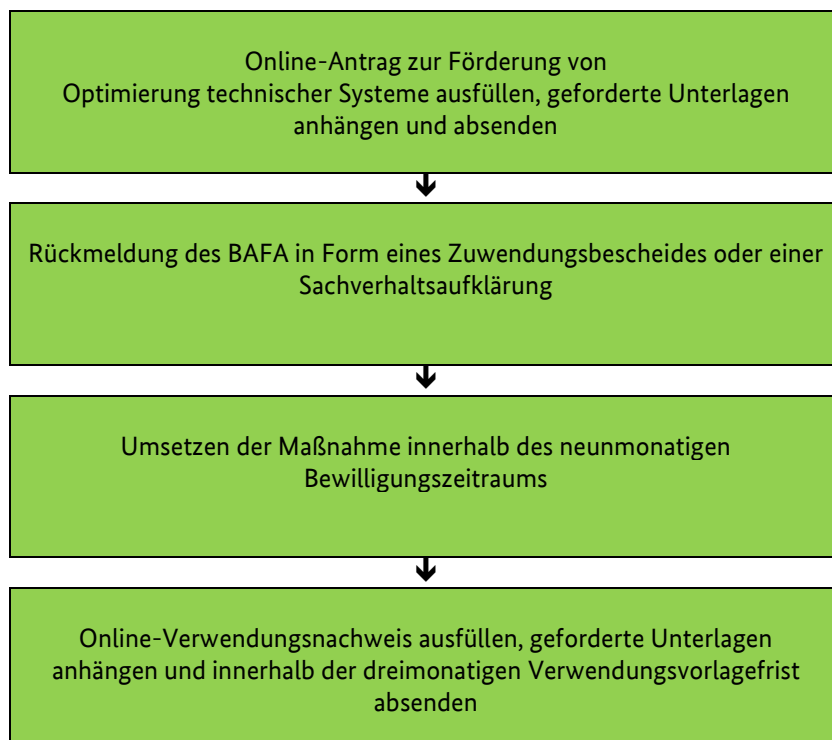 Online-Antrag zur Förderung von
Optimierung technischer Systeme ausfüllen, geforderte Unterlagen
anhängen und absenden
Rückmeldung des BAFA in Form eines Zuwendungsbescheides oder einer
Sachverhaltsaufklärung
Umsetzen der Maßnahme innerhalb des neunmonatigen
Bewilligungszeitraums
Online-Verwendungsnachweis ausfüllen, geforderte Unterlagen
anhängen und innerhalb der dreimonatigen Verwendungsvorlagefrist
absenden